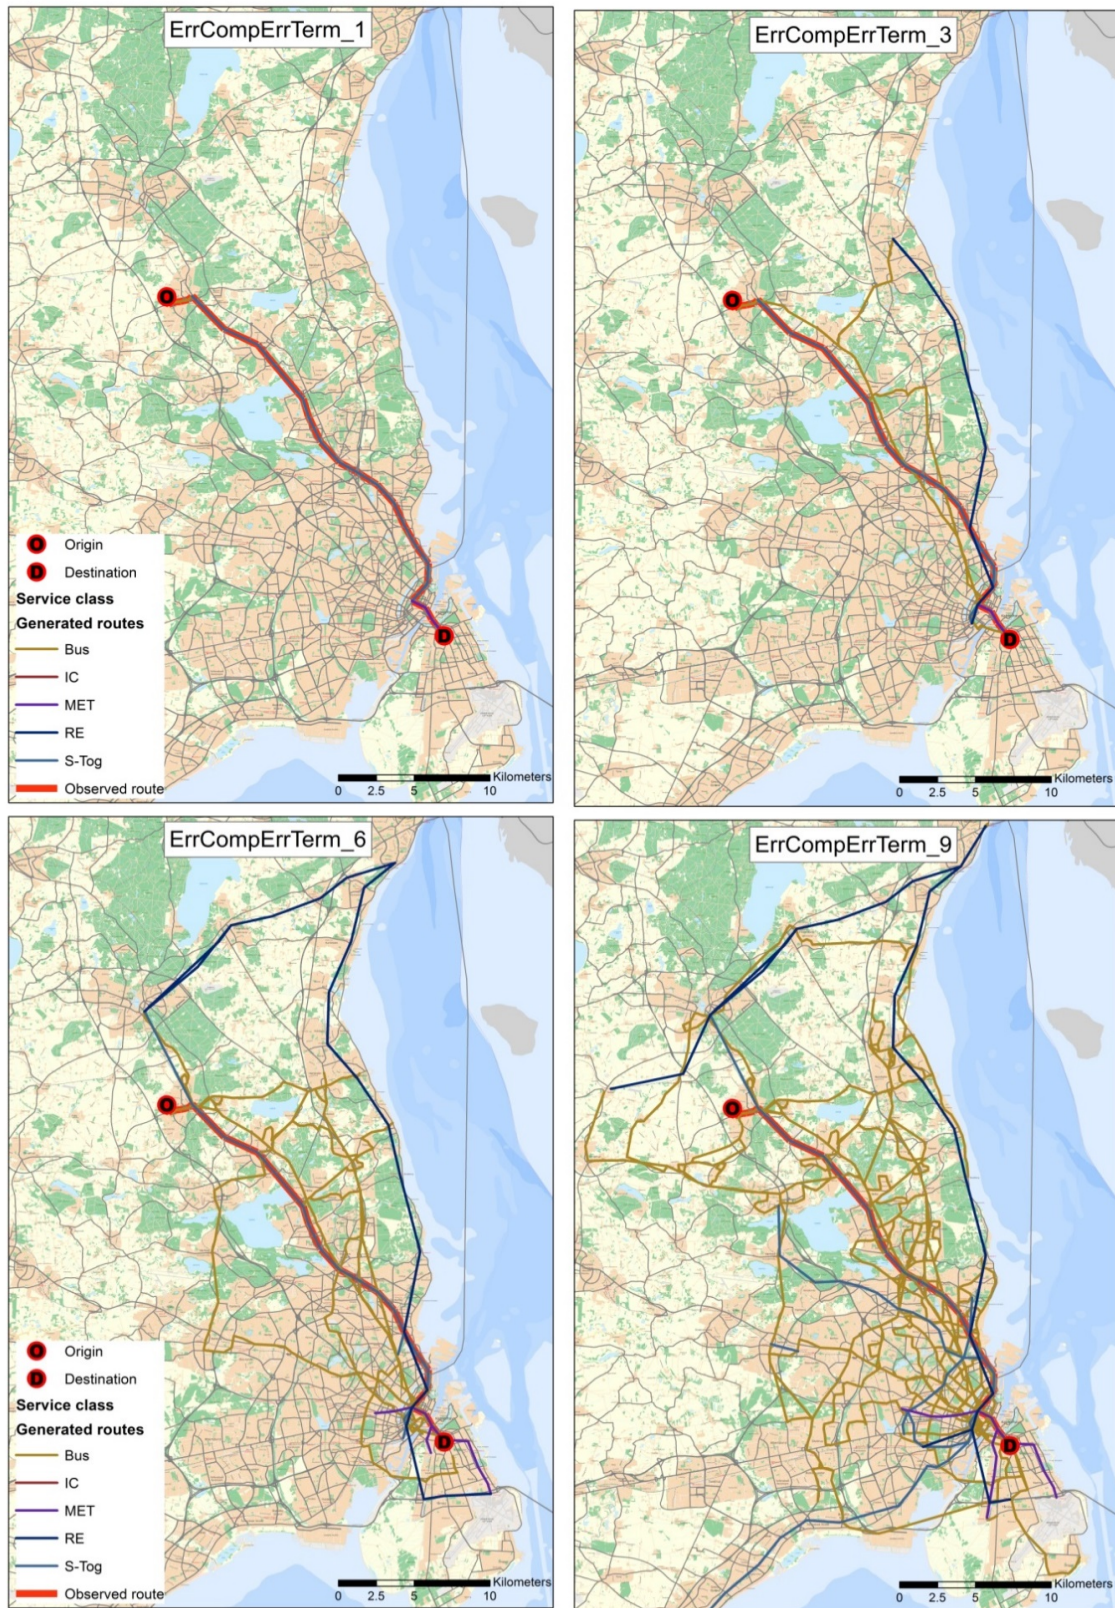 ErrCompErrTerm_1
O
D
O Origin
D Destination
Service class
Generated routes
Bus
IC
MET
RE
S-Tog
Observed route
Kilometers
0 2.5 5 10
ErrCompErrTerm_3
O
D
Kilometers
0 2.5 5 10
ErrCompErrTerm_6
O
D
O Origin
D Destination
Service class
Generated routes
Bus
IC
MET
RE
S-Tog
Observed route
Kilometers
0 2.5 5 10
ErrCompErrTerm_9
O
D
Kilometers
0 2.5 5 10